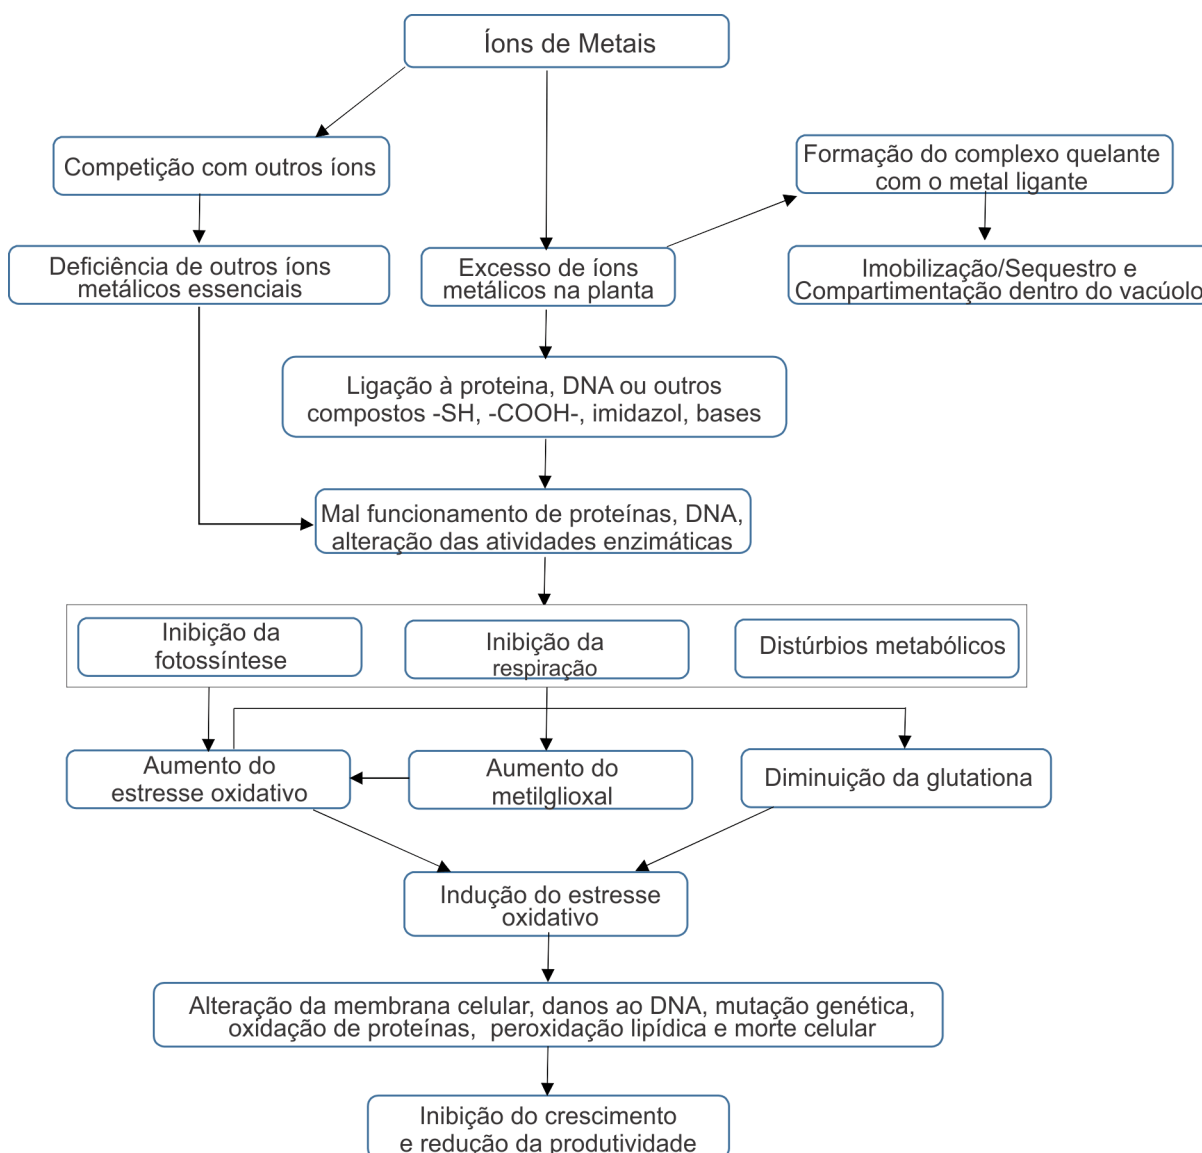 Íons de Metais
Competição com outros íons
Formação do complexo quelante
com o metal ligante
Deficiência de outros íons
metálicos essenciais
Excesso de íons
metálicos na planta
Imobilização/Sequestro e
Compartimentação dentro do vacúolo
Ligação à proteina, DNA ou outros
compostos -SH, -COOH-, imidazol, bases
Mal funcionamento de proteínas, DNA,
alteração das atividades enzimáticas
Inibição da
fotossíntese
Inibição da
respiração
Distúrbios metabólicos
Aumento do
estresse oxidativo
Aumento do
metilglioxal
Diminuição da glutationa
Indução do estresse
oxidativo
Alteração da membrana celular, danos ao DNA, mutação genética,
oxidação de proteínas, peroxidação lipídica e morte celular
Inibição do crescimento
e redução da produtividade